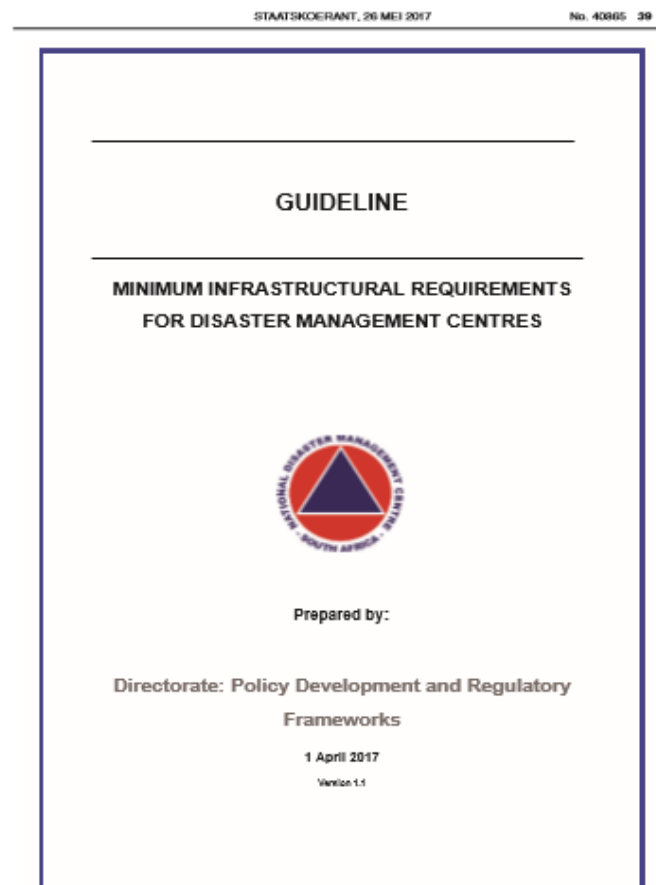 STAATSKOERANT, 26 MEI 2017 No. 40865 39
GUIDELINE
MINIMUM INFRASTRUCTURAL REQUIREMENTS
FOR DISASTER MANAGEMENT CENTRES
NATIONAL DISASTER MANAGEMENT CENTRE
- SOUTH AFRICA -
Prepared by:
Directorate: Policy Development and Regulatory
Frameworks
1 April 2017
Version 1.1